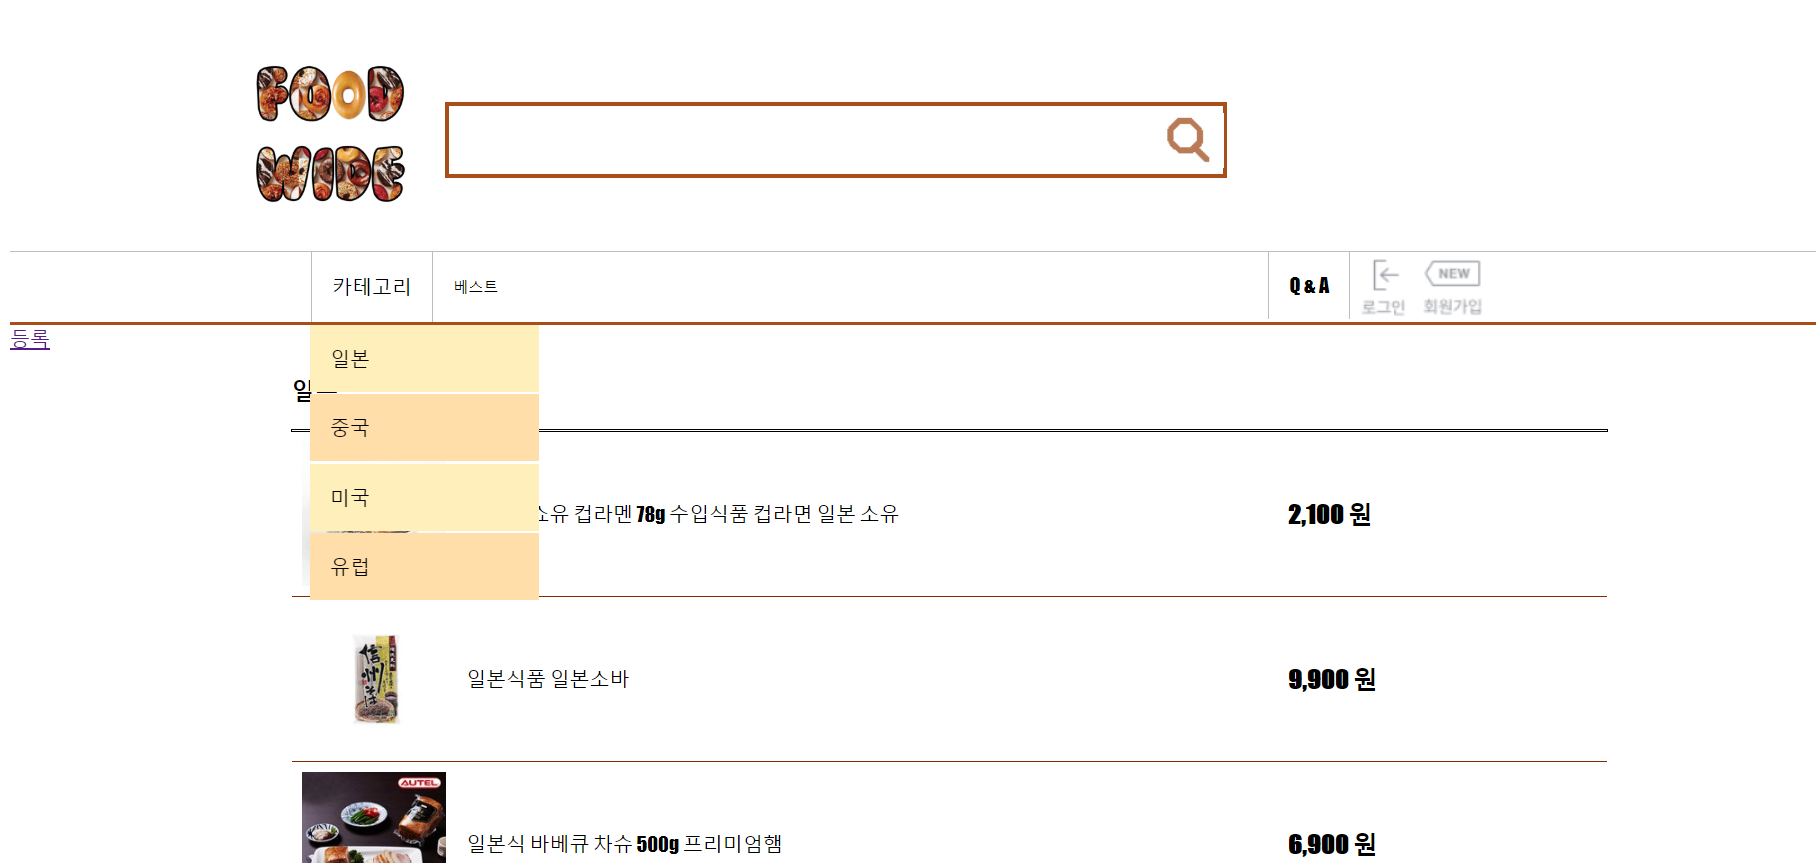 FOOD
WIDE
카테고리
베스트
Q & A
NEW
로그인
회원가입
등록
일본
중국
미국
유럽
소유 컵라멘 78g 수입식품 컵라면 일본 소유
2,100 원
信州そば
일본식품 일본소바
9,900 원
AUTEL
일본식 바베큐 차슈 500g 프리미엄햄
6,900 원